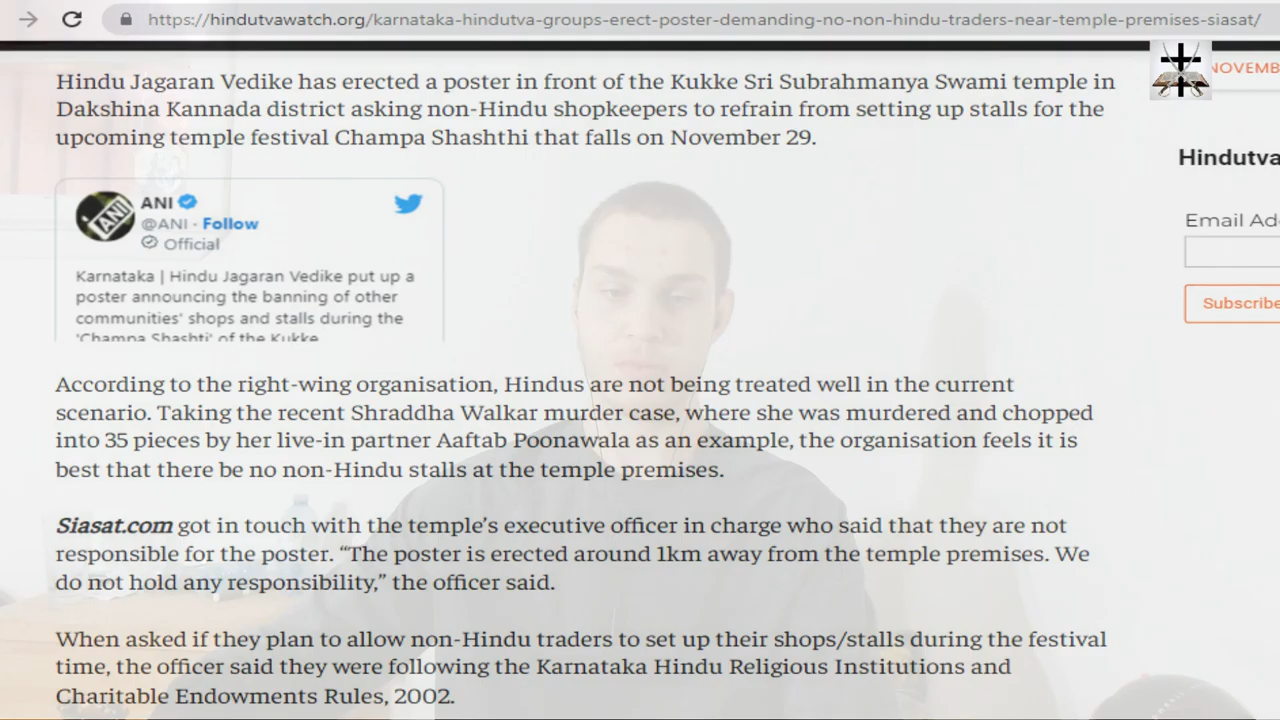 https://hindutvawatch.org/karnataka-hindutva-groups-erect-poster-demanding-no-non-hindu-traders-near-temple-premises-siasat/
Hindu Jagaran Vedike has erected a poster in front of the Kukke Sri Subrahmanya Swami temple in
Dakshina Kannada district asking non-Hindu shopkeepers to refrain from setting up stalls for the
upcoming temple festival Champa Shashthi that falls on November 29.
ANI
@ANI · Follow
Official
Karnataka | Hindu Jagaran Vedike put up a
poster announcing the banning of other
communities' shops and stalls during the
'Champa Shashti' of the Kukke
According to the right-wing organisation, Hindus are not being treated well in the current
scenario. Taking the recent Shraddha Walkar murder case, where she was murdered and chopped
into 35 pieces by her live-in partner Aaftab Poonawala as an example, the organisation feels it is
best that there be no non-Hindu stalls at the temple premises.
Siasat.com got in touch with the temple’s executive officer in charge who said that they are not
responsible for the poster. “The poster is erected around 1km away from the temple premises. We
do not hold any responsibility,” the officer said.
When asked if they plan to allow non-Hindu traders to set up their shops/stalls during the festival
time, the officer said they were following the Karnataka Hindu Religious Institutions and
Charitable Endowments Rules, 2002.
NOVEMB
Hindutva
Email Ad
Subscribe